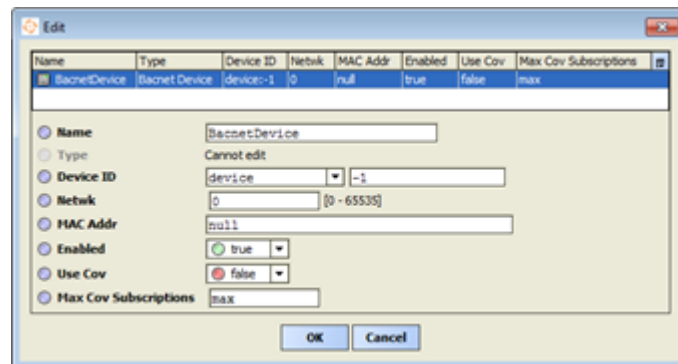 Edit
Name Type Device ID Netwk MAC Addr Enabled Use Cov Max Cov Subscriptions
BacnetDevice Bacnet Device device:-1 0 null true false max
Name BacnetDevice
Type Cannot edit
Device ID device -1
Netwk 0 [0 - 65535]
MAC Addr null
Enabled true
Use Cov false
Max Cov Subscriptions max
OK Cancel